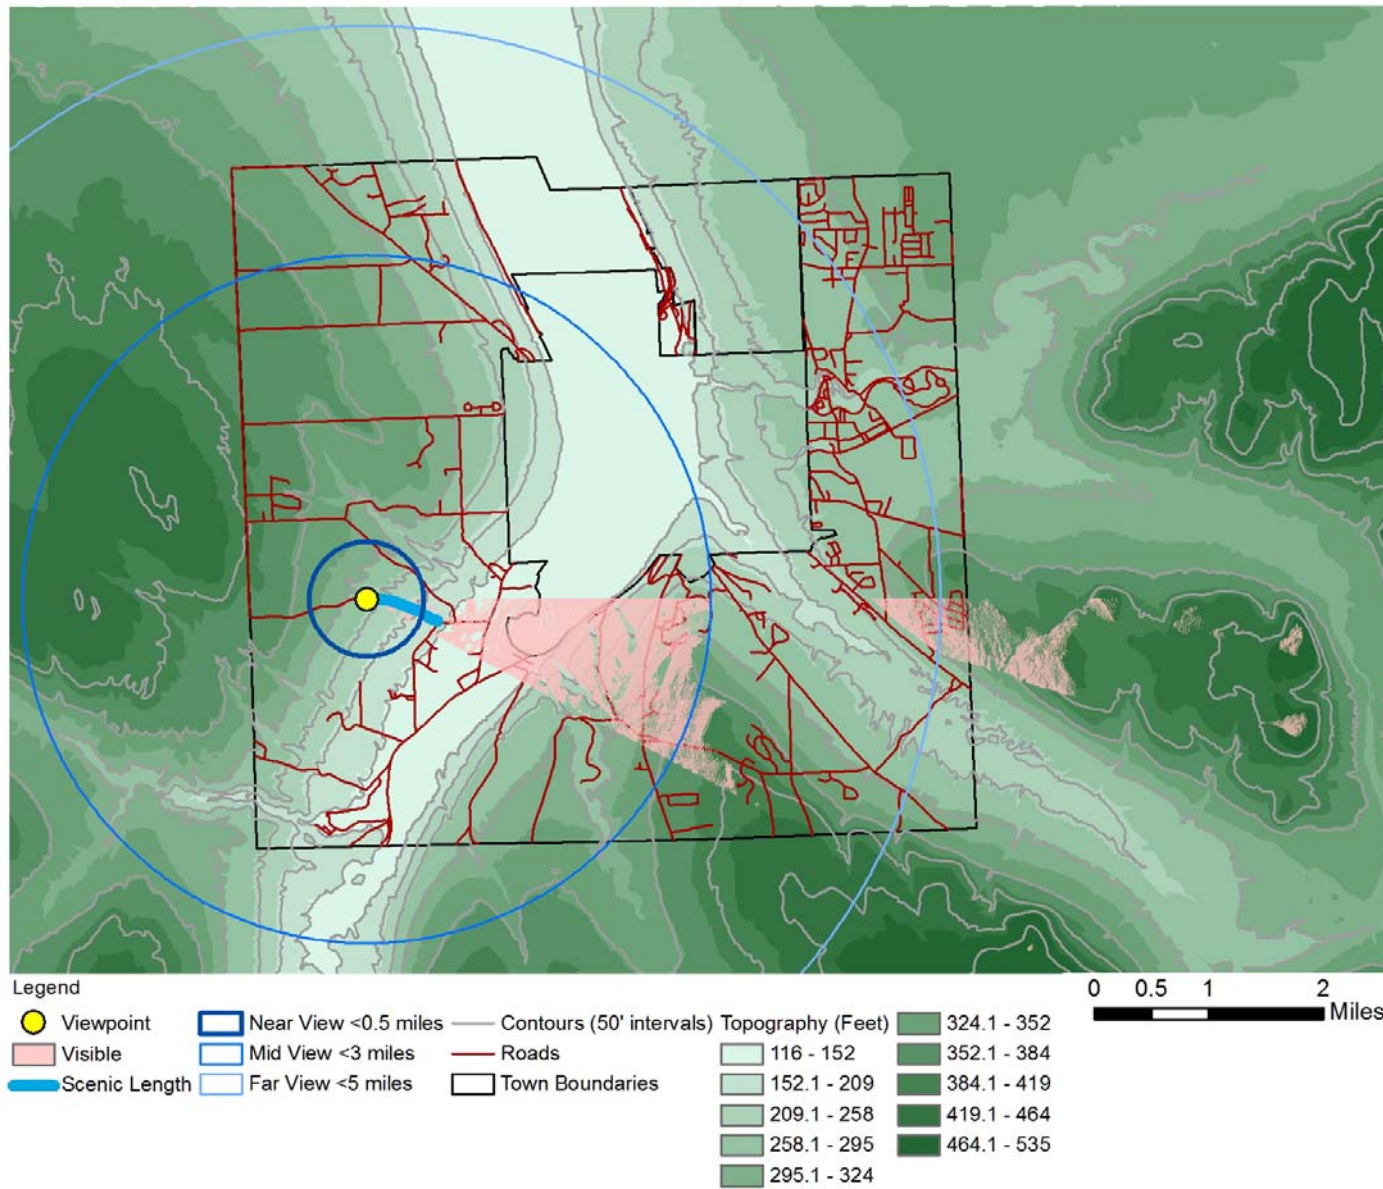 Legend
Viewpoint
Visible
Scenic Length
Near View <0.5 miles
Mid View <3 miles
Far View <5 miles
Contours (50' intervals)
Roads
Town Boundaries
Topography (Feet)
116 - 152
152.1 - 209
209.1 - 258
258.1 - 295
295.1 - 324
324.1 - 352
352.1 - 384
384.1 - 419
419.1 - 464
464.1 - 535
0 0.5 1 2
Miles